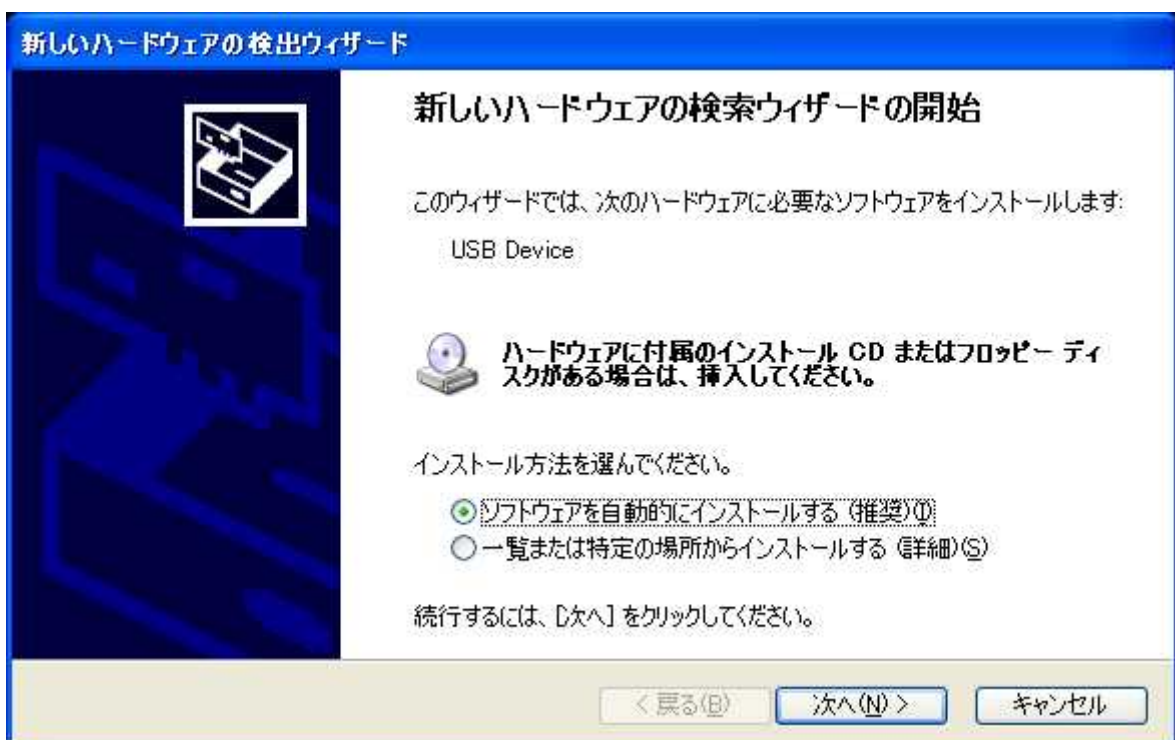 新しいハードウェアの検出ウィザード
新しいハードウェアの検索ウィザードの開始
このウィザードでは、次のハードウェアに必要なソフトウェアをインストールします:
USB Device
ハードウェアに付属のインストール CD またはフロッピー ディ
スクがある場合は、挿入してください。
インストール方法を選んでください。
ソフトウェアを自動的にインストールする (推奨)(I)
一覧または特定の場所からインストールする (詳細)(S)
続行するには、[次へ] をクリックしてください。
< 戻る(B)
次へ(N) >
キャンセル